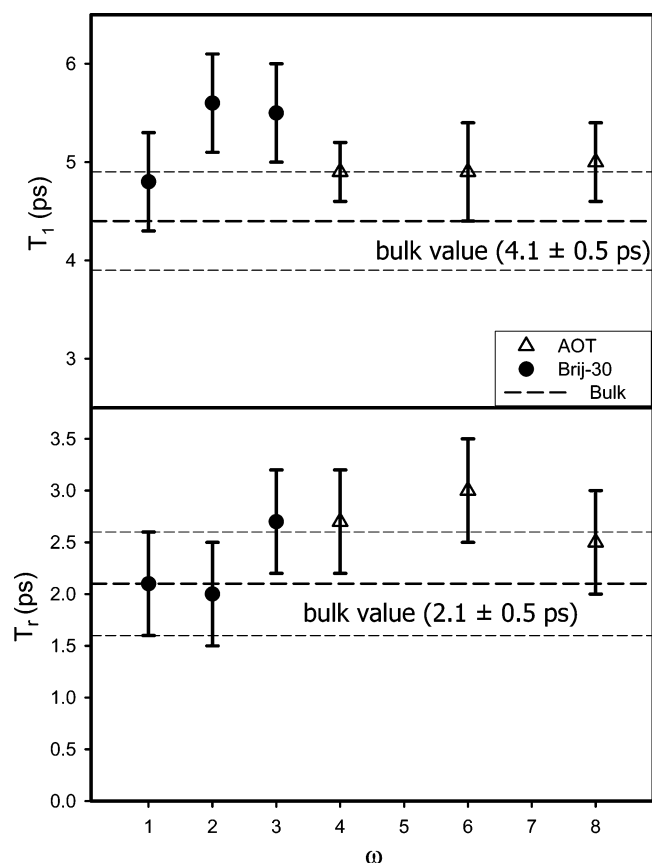 6
5
4
3
T1 (ps)
bulk value (4.1 ± 0.5 ps)
AOT
Brij-30
Bulk
3.5
3.0
2.5
2.0
1.5
1.0
0.5
0.0
Tr (ps)
bulk value (2.1 ± 0.5 ps)
1 2 3 4 5 6 7 8
ω